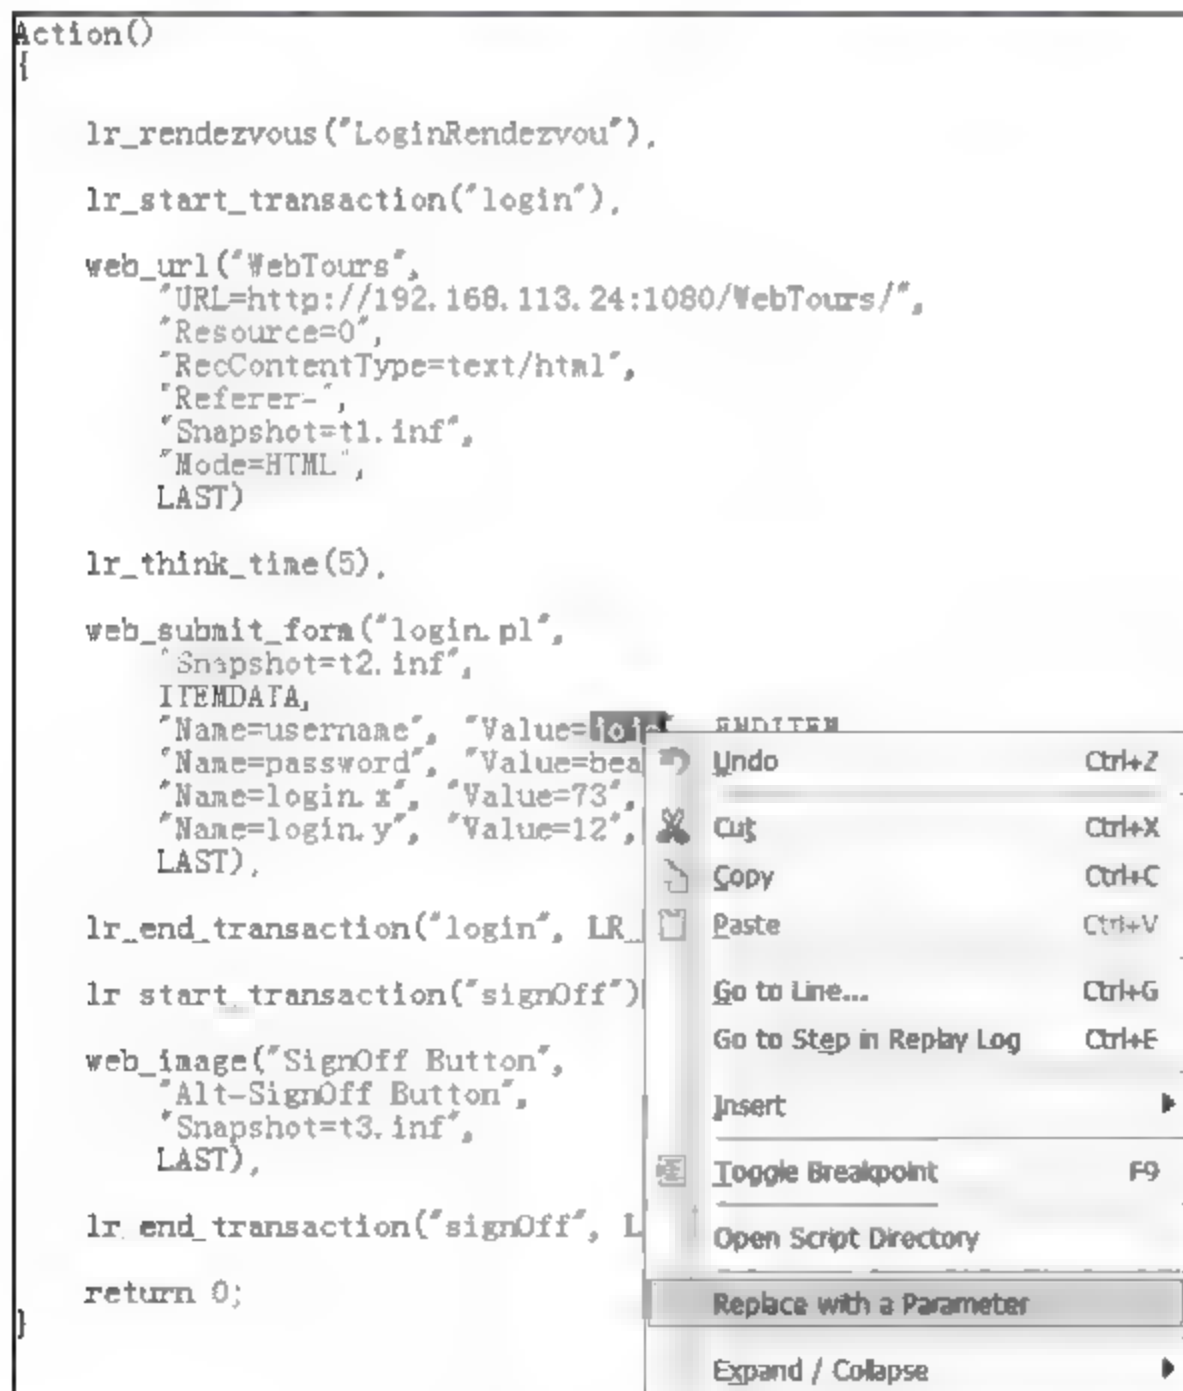 Action()
{
lr_rendezvous("LoginRendezvou"),
lr_start_transaction("login"),
web_url("WebTours",
"URL=http://192.168.113.24:1080/WebTours/",
"Resource=0",
"RecContentType=text/html",
"Referer=",
"Snapshot=t1.inf",
"Mode=HTML",
LAST)
lr_think_time(5),
web_submit_form("login.pl",
"Snapshot=t2.inf",
ITEMDATA,
"Name=username", "Value=jojo" ENDITEM
"Name=password", "Value=bea
"Name=login.x", "Value=73",
"Name=login.y", "Value=12",
LAST),
lr_end_transaction("login", LR_
lr start_transaction("signOff")
web_image("SignOff Button",
"Alt=SignOff Button",
"Snapshot=t3.inf",
LAST),
lr end_transaction("signOff", L
return 0;
}
Undo Ctrl+Z
Cut Ctrl+X
Copy Ctrl+C
Paste Ctrl+V
Go to Line... Ctrl+G
Go to Step in Replay Log Ctrl+E
Insert
Toggle Breakpoint F9
Open Script Directory
Replace with a Parameter
Expand / Collapse